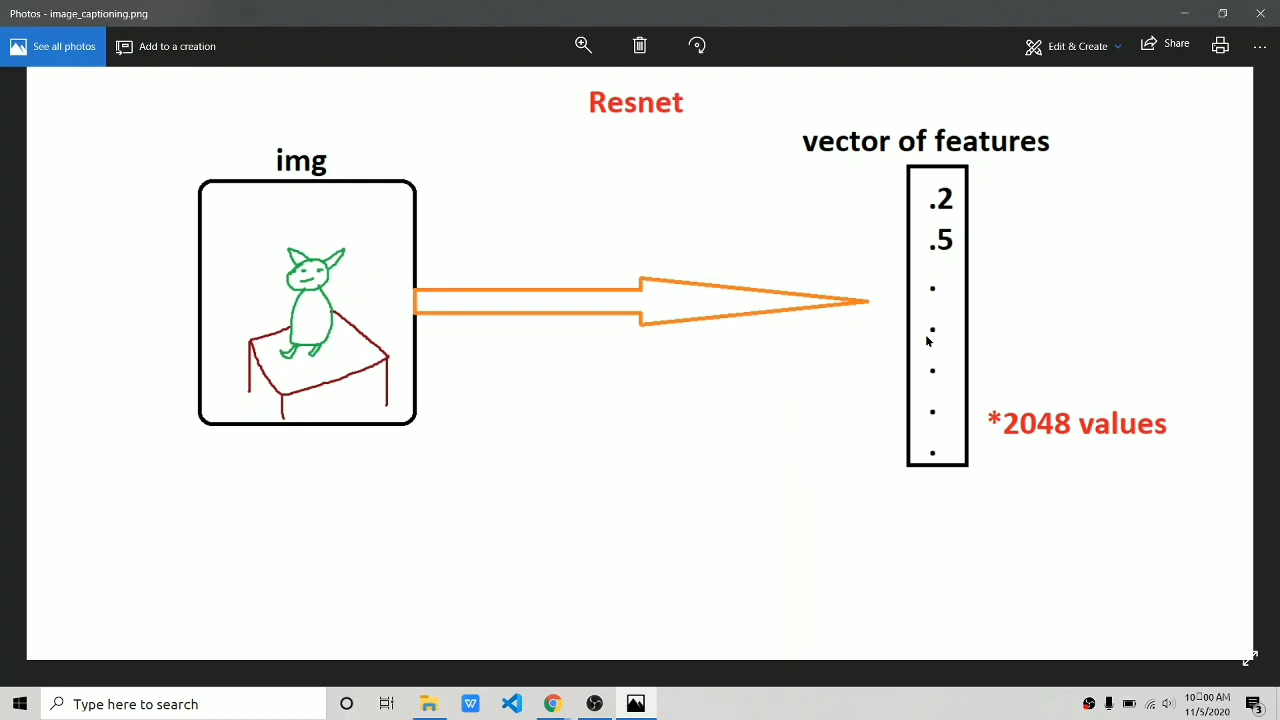 Photos - image_captioning.png
See all photos
Add to a creation
Edit & Create
Share
Resnet
img
vector of features
.2
.5
.
.
.
.
.
*2048 values
Type here to search
10:00 AM
11/5/2020
3